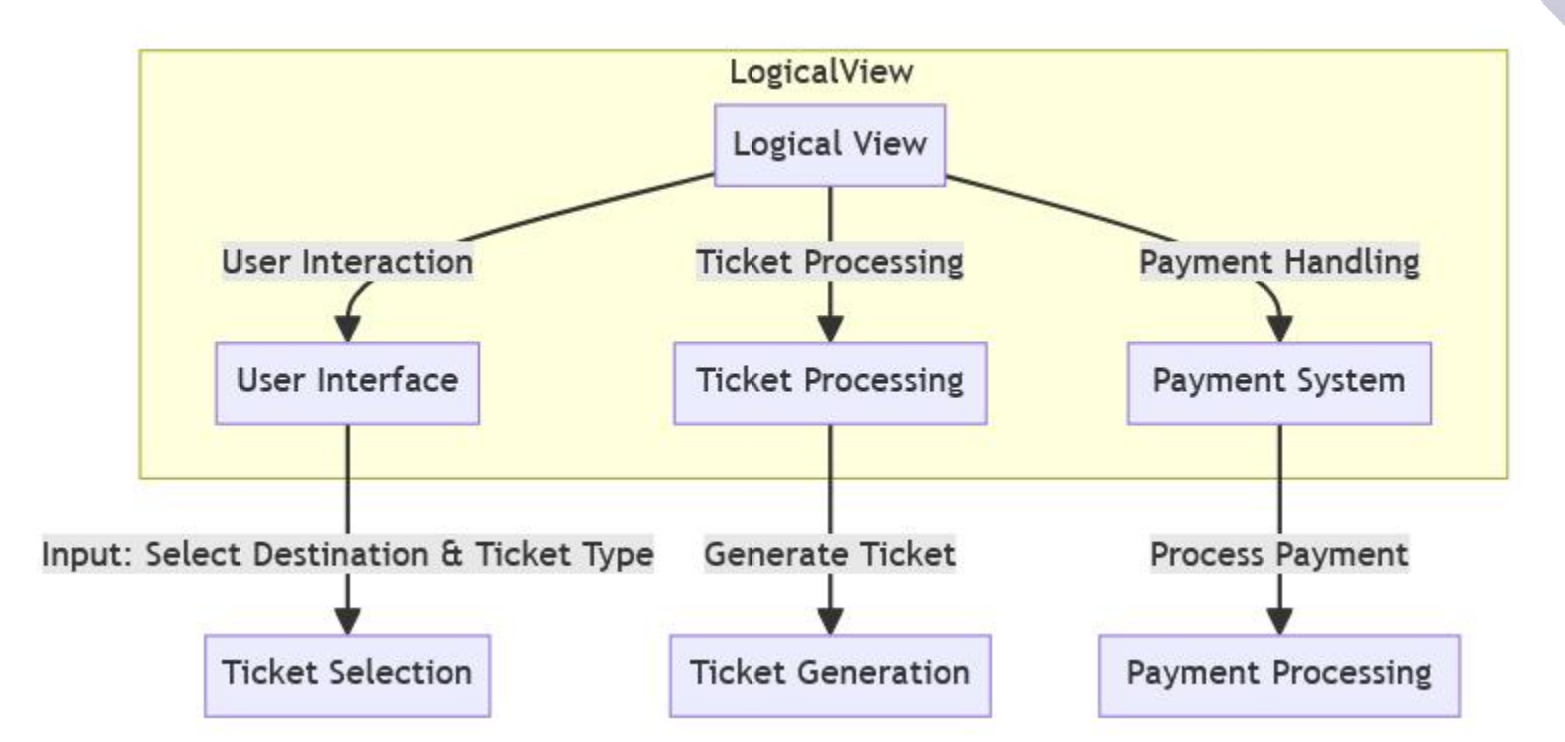 LogicalView
Logical View
User Interaction
Ticket Processing
Payment Handling
User Interface
Ticket Processing
Payment System
Input: Select Destination & Ticket Type
Generate Ticket
Process Payment
Ticket Selection
Ticket Generation
Payment Processing